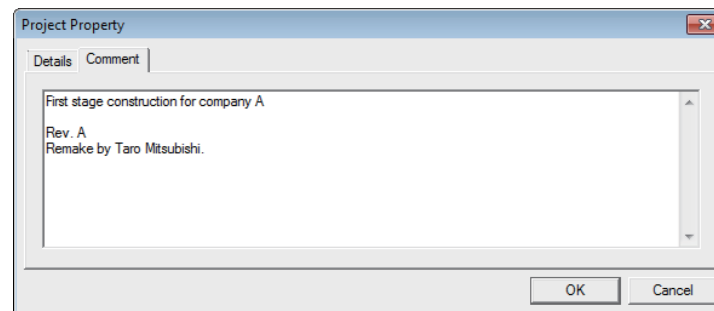 Project Property
Details Comment
First stage construction for company A
Rev. A
Remake by Taro Mitsubishi.
OK Cancel